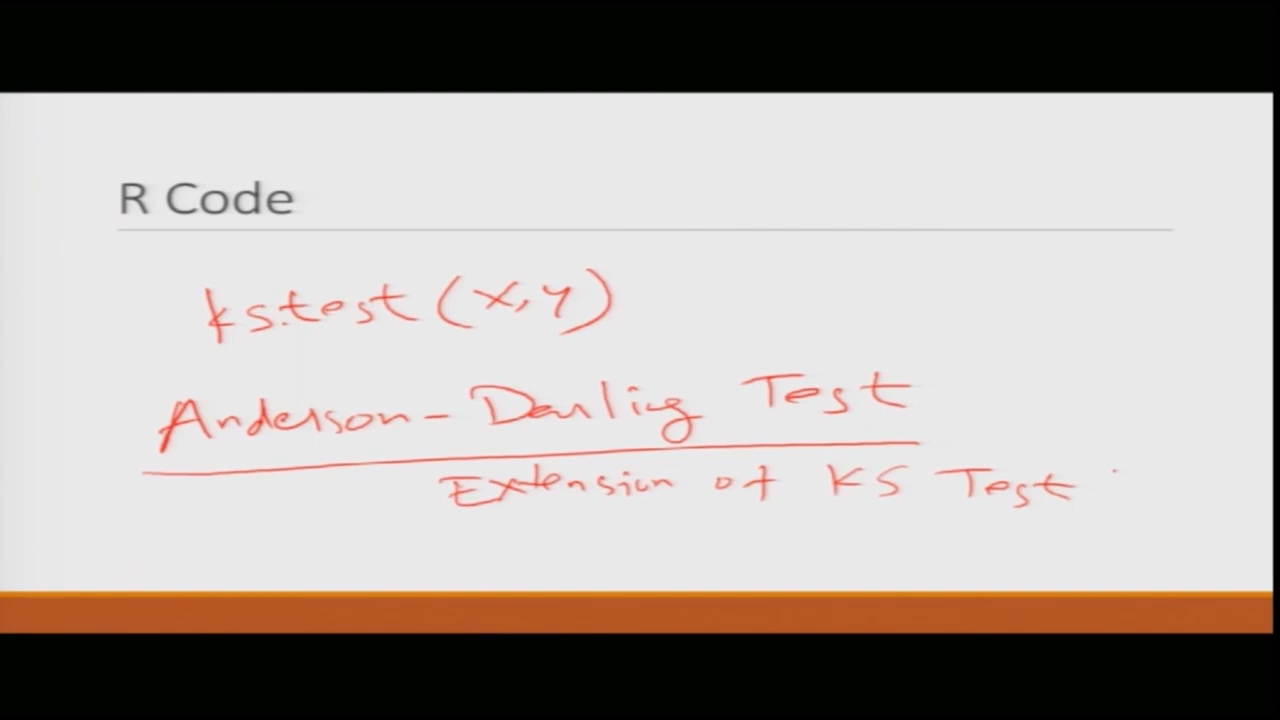 R Code
ks.test (x, y)
Anderson - Darling Test
Extension of KS Test